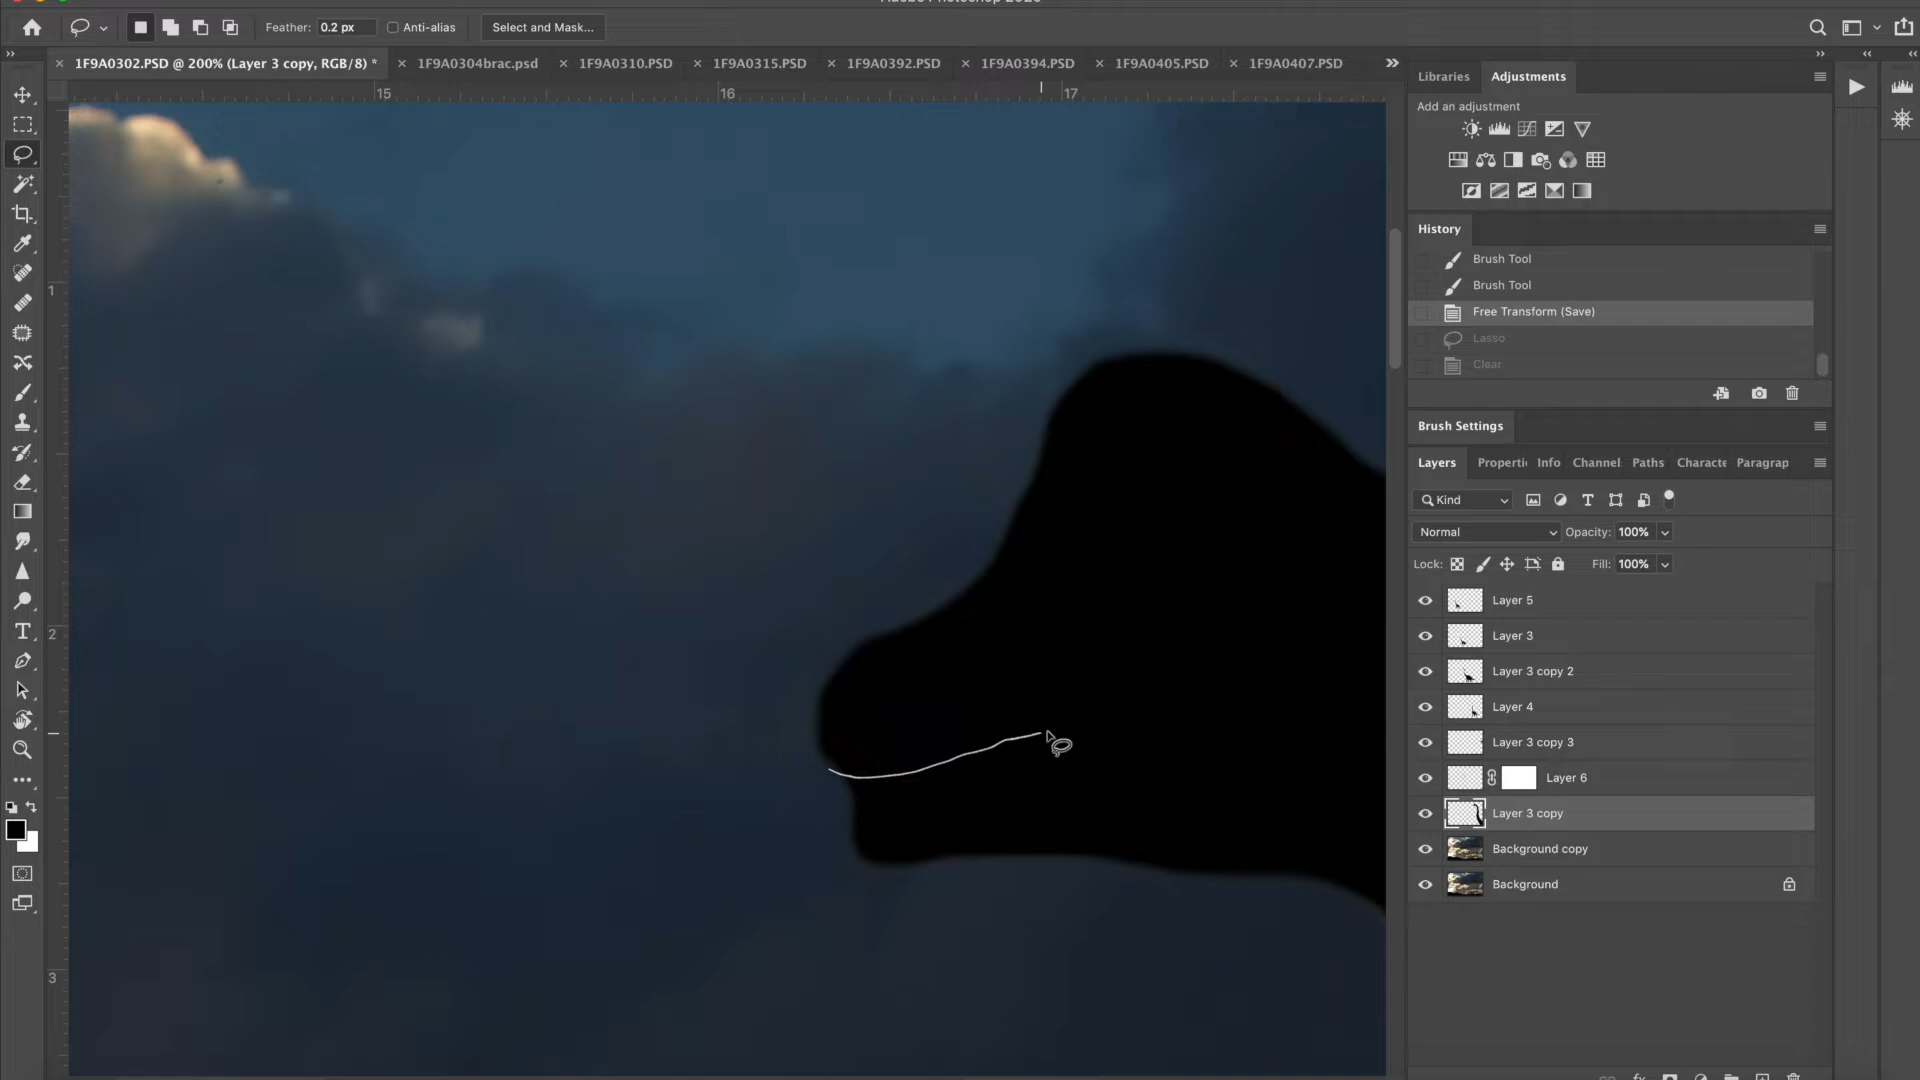 Feather: 0.2 px Anti-alias Select and Mask...
1F9A0302.PSD @ 200% (Layer 3 copy, RGB/8) * 1F9A0304brac.psd 1F9A0310.PSD 1F9A0315.PSD 1F9A0392.PSD 1F9A0394.PSD 1F9A0405.PSD 1F9A0407.PSD
15 16 17
1
2
3
Libraries Adjustments
Add an adjustment
History
Brush Tool
Brush Tool
Free Transform (Save)
Lasso
Clear
Brush Settings
Layers Properti Info Channel Paths Characte Paragrap
Kind
Normal Opacity: 100%
Lock: Fill: 100%
Layer 5
Layer 3
Layer 3 copy 2
Layer 4
Layer 3 copy 3
Layer 6
Layer 3 copy
Background copy
Background